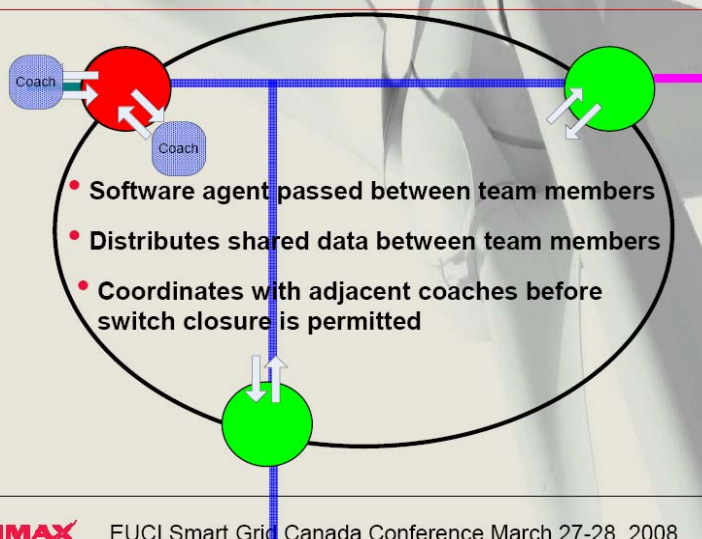 Coach
Coach
• Software agent passed between team members
• Distributes shared data between team members
• Coordinates with adjacent coaches before
switch closure is permitted
EUCI Smart Grid Canada Conference March 27-28, 2008